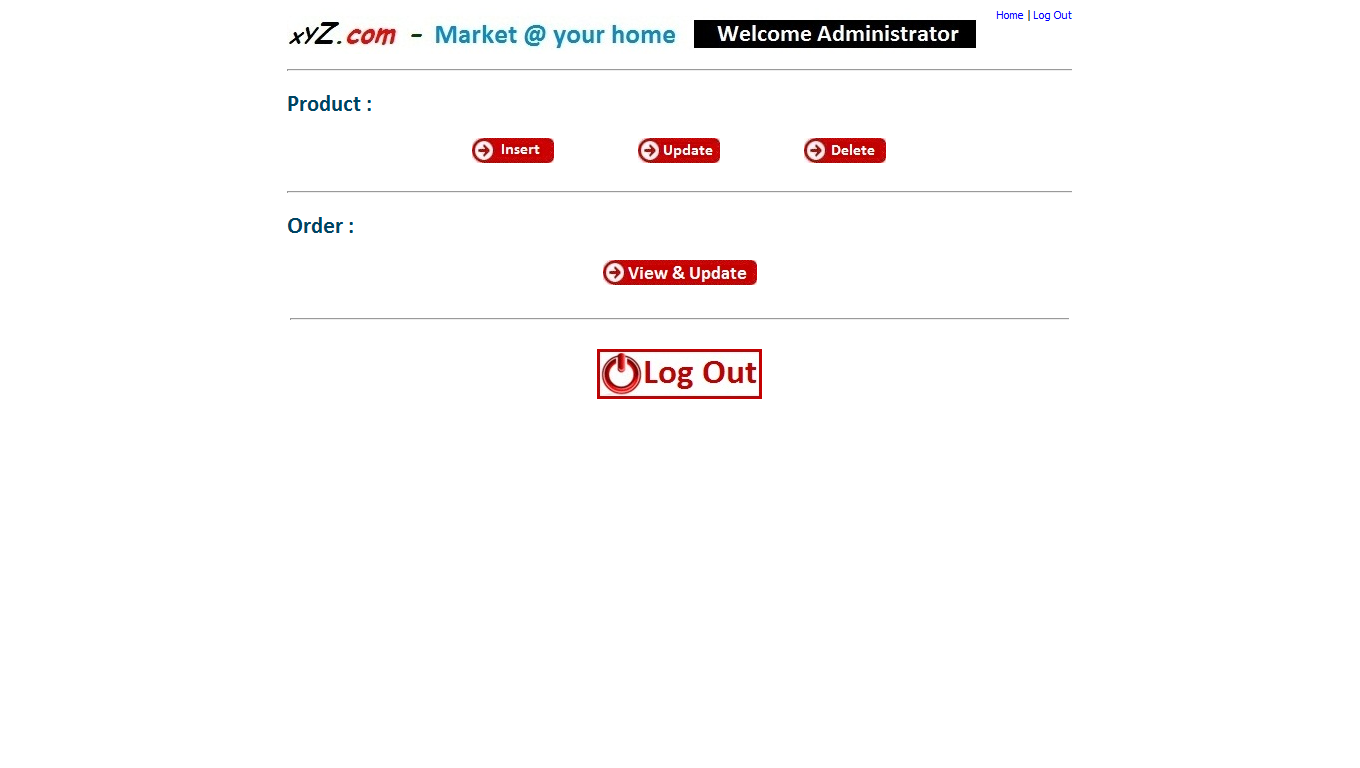 Home | Log Out
xyZ.com - Market @ your home Welcome Administrator
Product :
Insert Update Delete
Order :
View & Update
Log Out